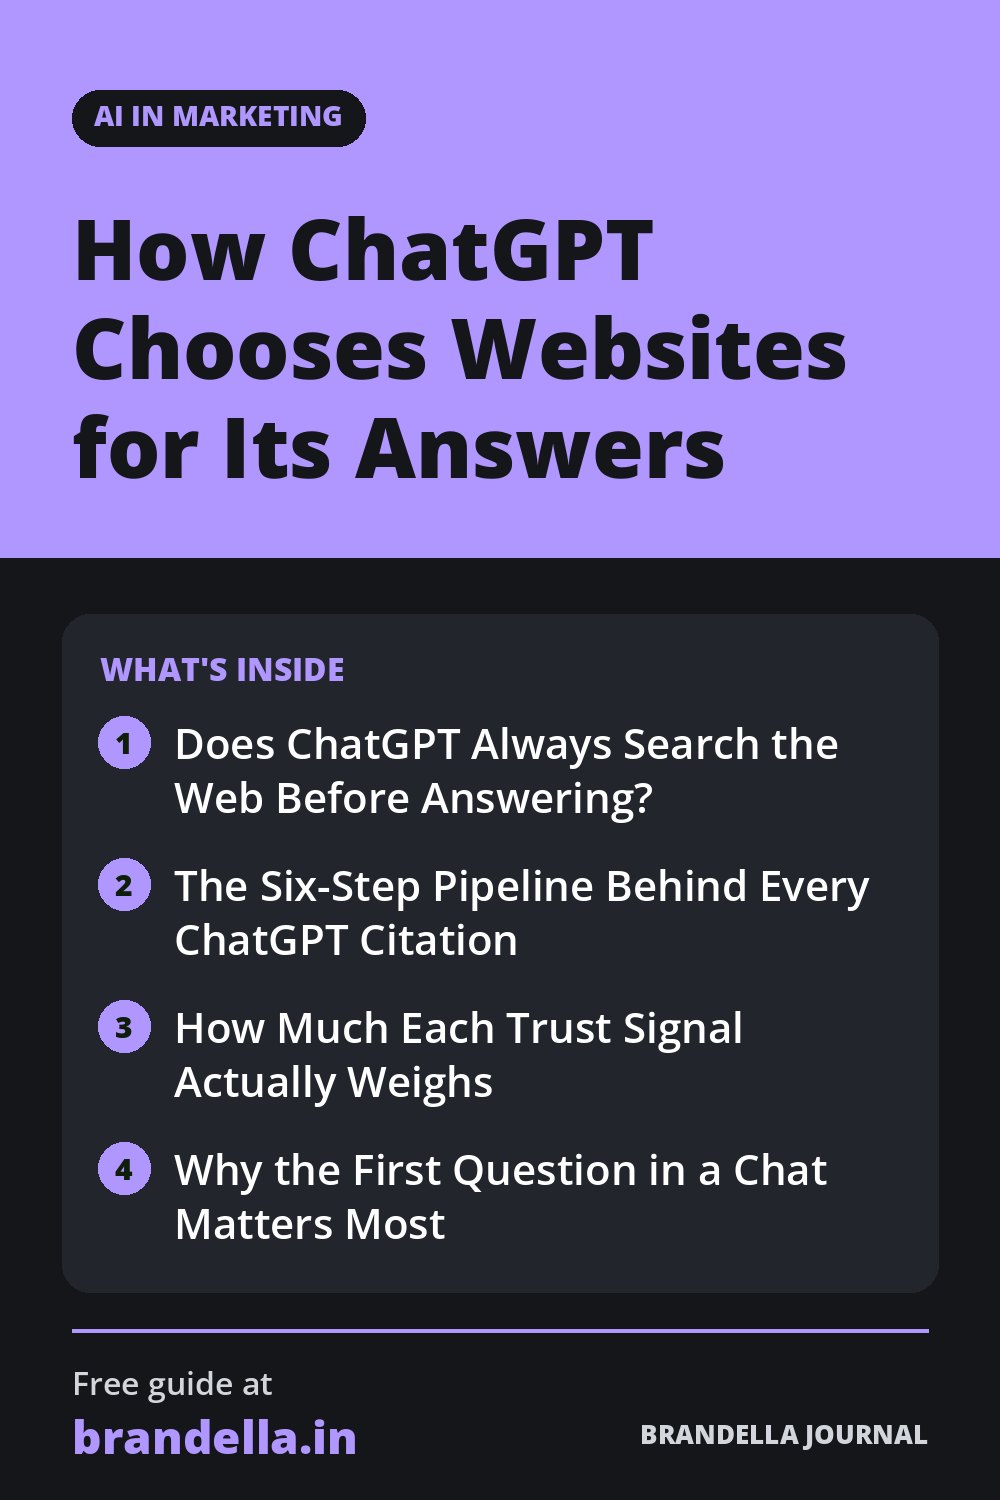 AI IN MARKETING
How ChatGPT
Chooses Websites
for Its Answers
WHAT'S INSIDE
1 Does ChatGPT Always Search the
Web Before Answering?
2 The Six-Step Pipeline Behind Every
ChatGPT Citation
3 How Much Each Trust Signal
Actually Weighs
4 Why the First Question in a Chat
Matters Most
Free guide at
brandella.in
BRANDELLA JOURNAL